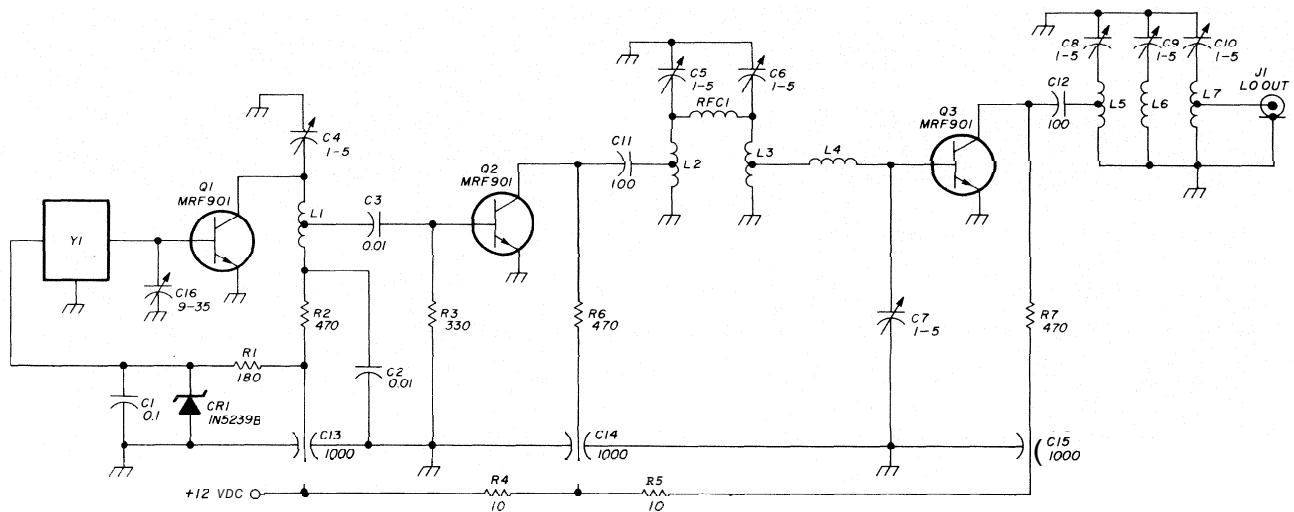 C8
1-5
C9
1-5
C10
1-5
J1
LO OUT
C5
1-5
C6
1-5
RFC1
C12
100
L5
L6
L7
Q3
MRF901
C4
1-5
C11
100
L2
L3
L4
Q2
MRF901
Q1
MRF901
L1
C3
0.01
Y1
C16
9-35
R2
470
R3
330
R6
470
C7
1-5
R7
470
R1
180
C2
0.01
C1
0.1
CR1
1N5239B
C13
1000
C14
1000
C15
1000
+12 VDC
R4
10
R5
10